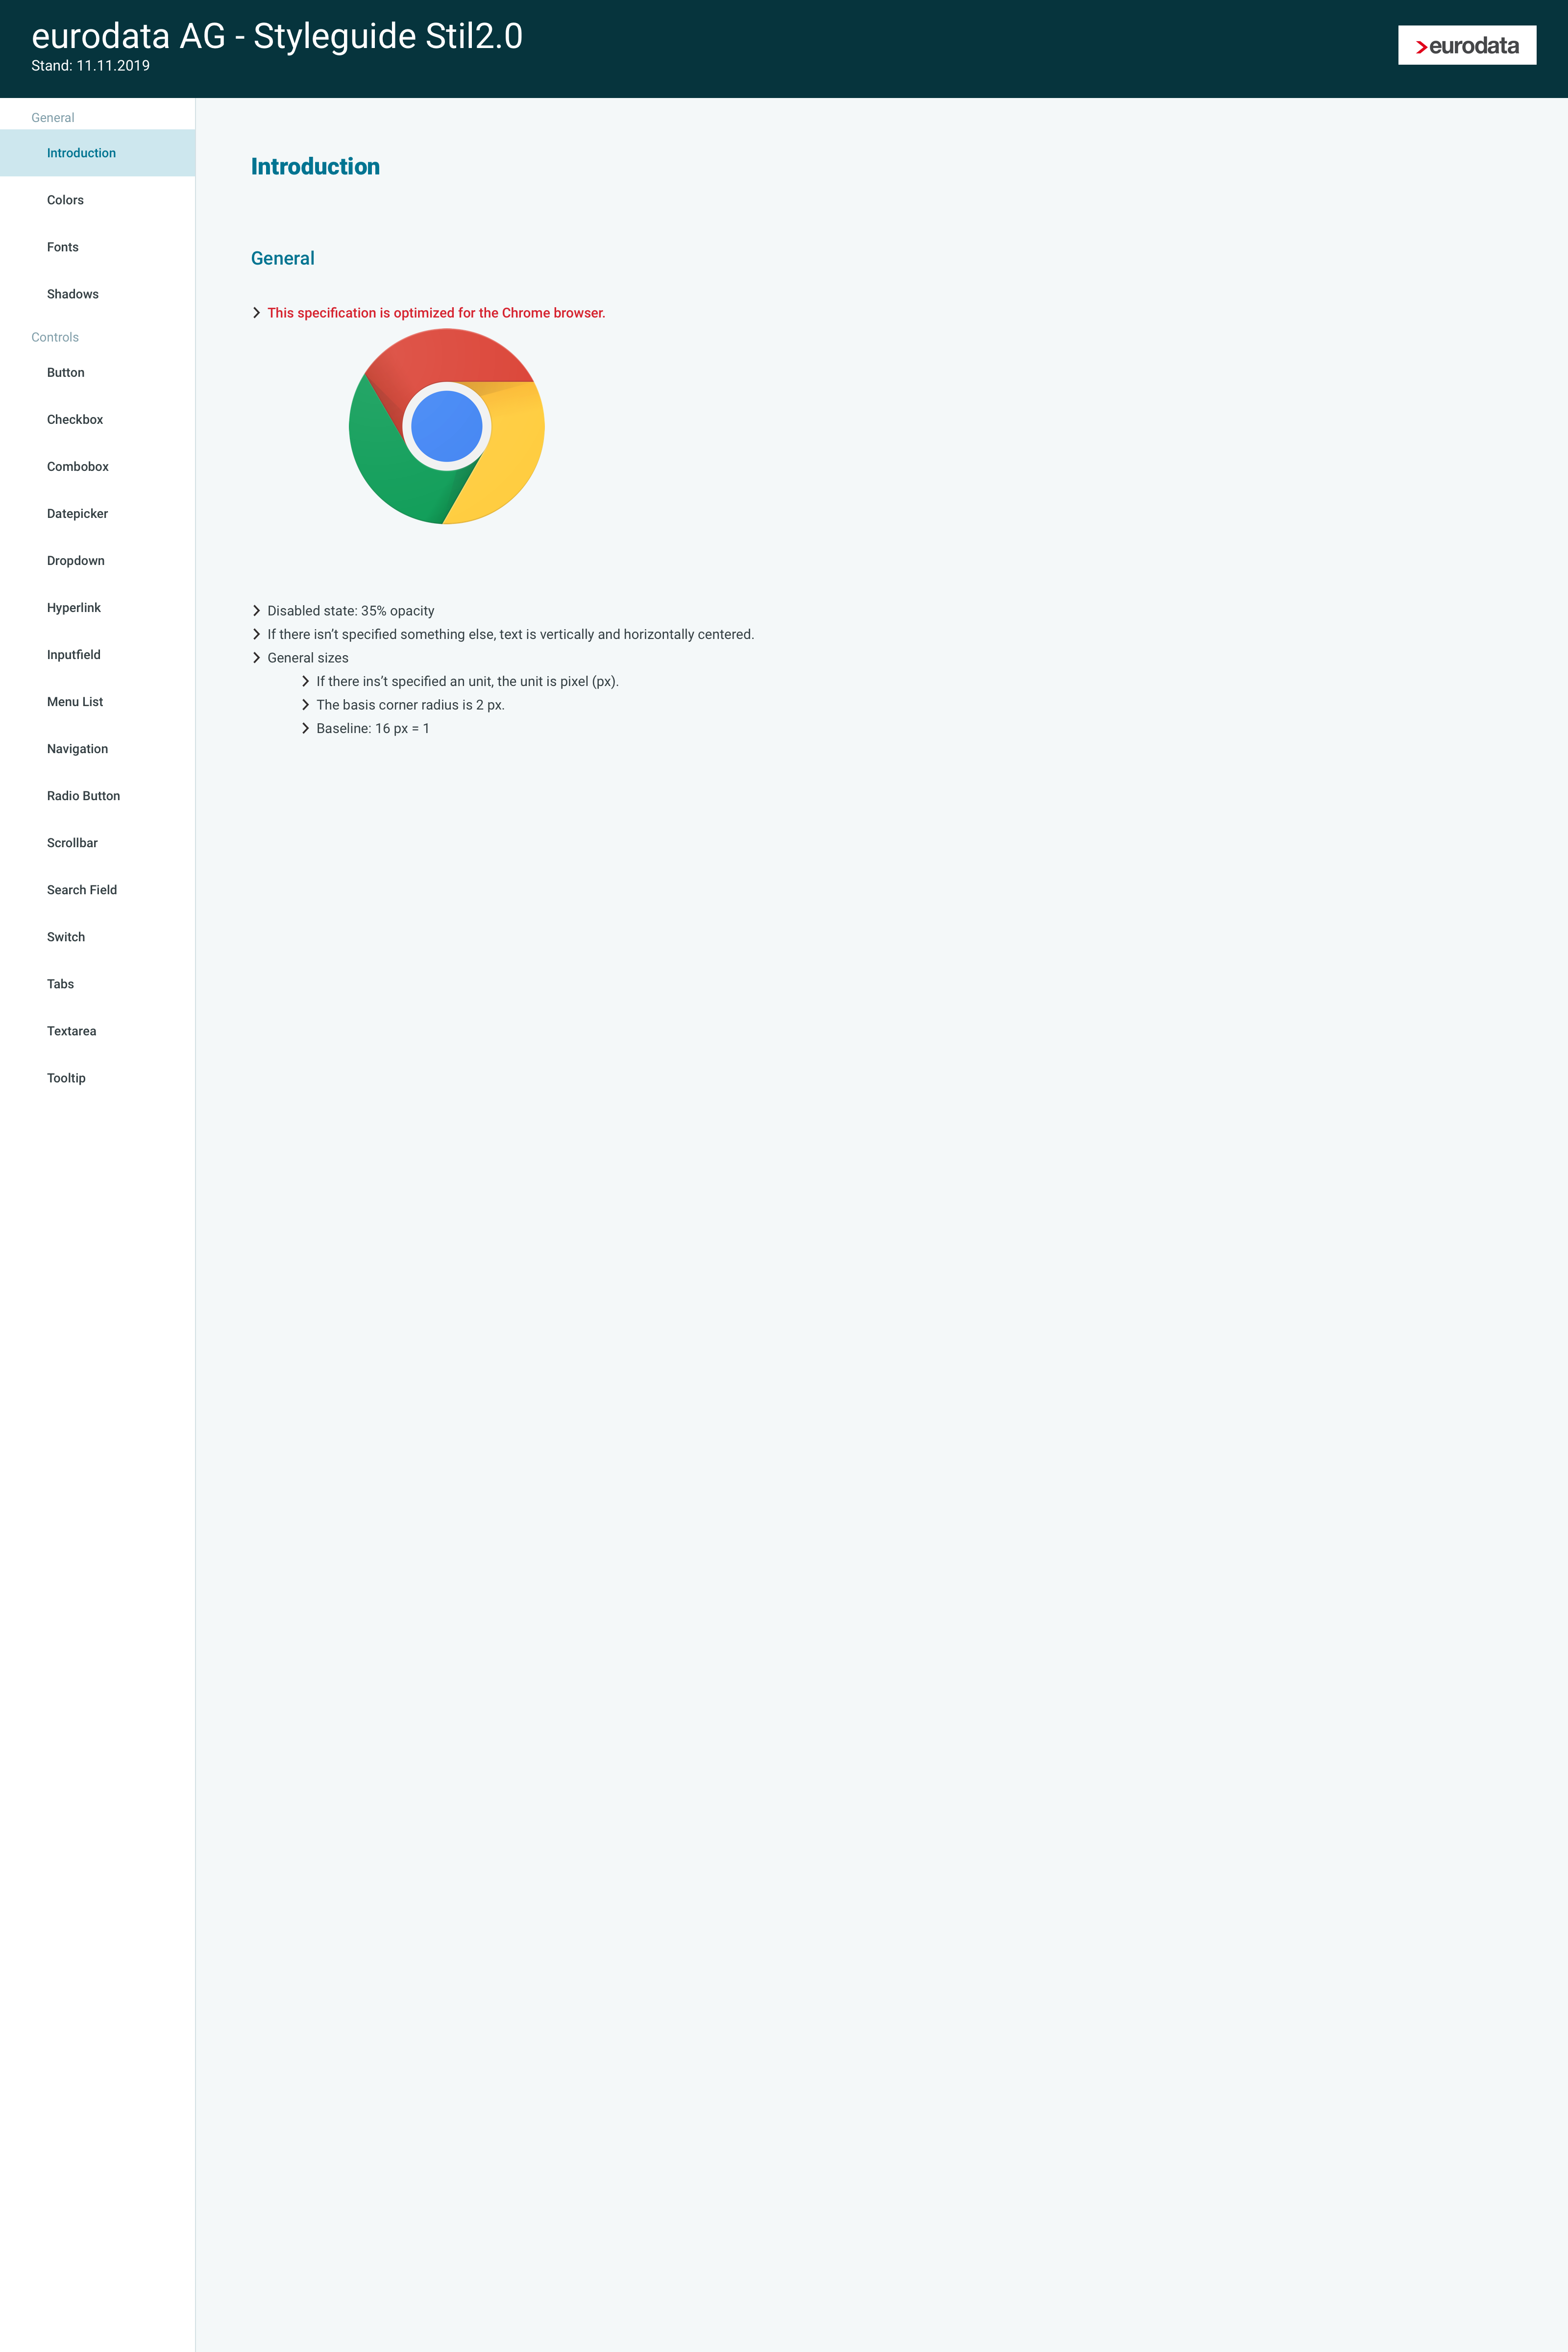 eurodata AG - Styleguide Stil2.0
Stand: 11.11.2019
eurodata
General
Introduction
Colors
Fonts
Shadows
Controls
Button
Checkbox
Combobox
Datepicker
Dropdown
Hyperlink
Inputfield
Menu List
Navigation
Radio Button
Scrollbar
Search Field
Switch
Tabs
Textarea
Tooltip
Introduction
General
This specification is optimized for the Chrome browser.
Disabled state: 35% opacity
If there isn’t specified something else, text is vertically and horizontally centered.
General sizes
If there ins’t specified an unit, the unit is pixel (px).
The basis corner radius is 2 px.
Baseline: 16 px = 1